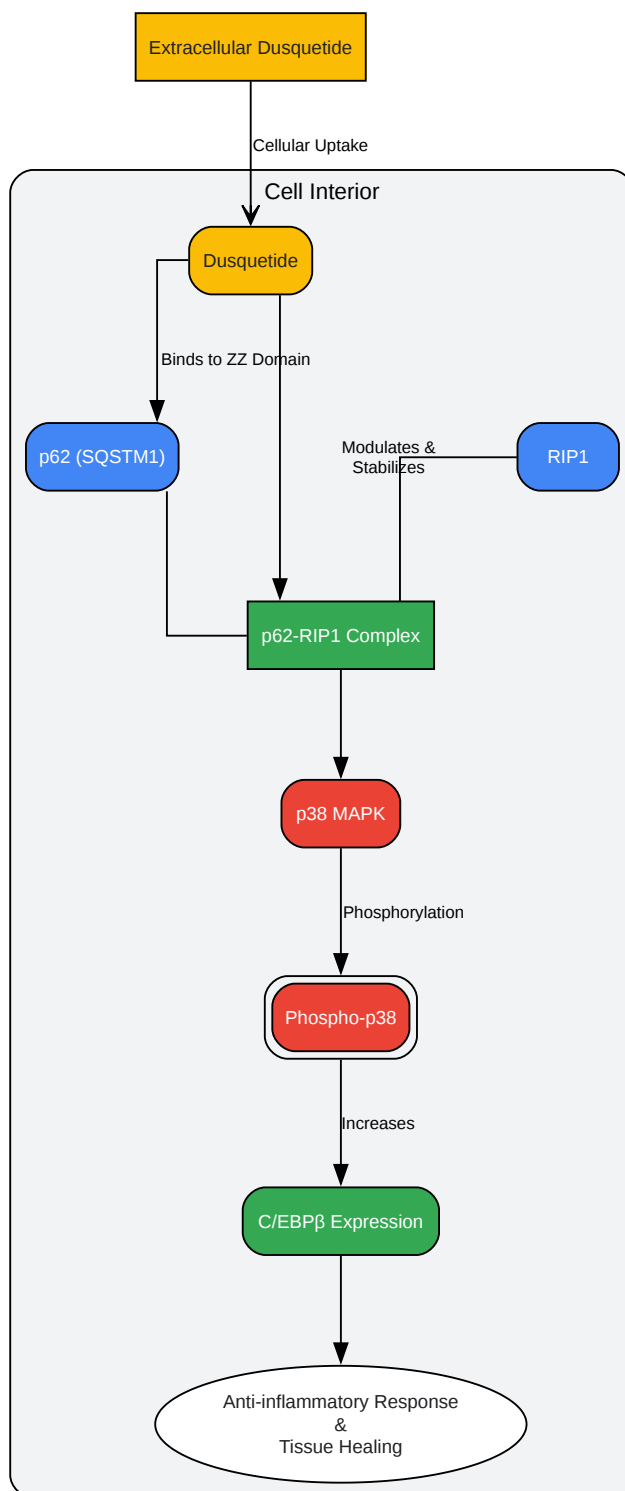 Extracellular Dusquetide
Cellular Uptake
Cell Interior
Dusquetide
Binds to ZZ Domain
p62 (SQSTM1)
Modulates &
Stabilizes
RIP1
p62-RIP1 Complex
p38 MAPK
Phosphorylation
Phospho-p38
Increases
C/EBPβ Expression
Anti-inflammatory Response
&
Tissue Healing